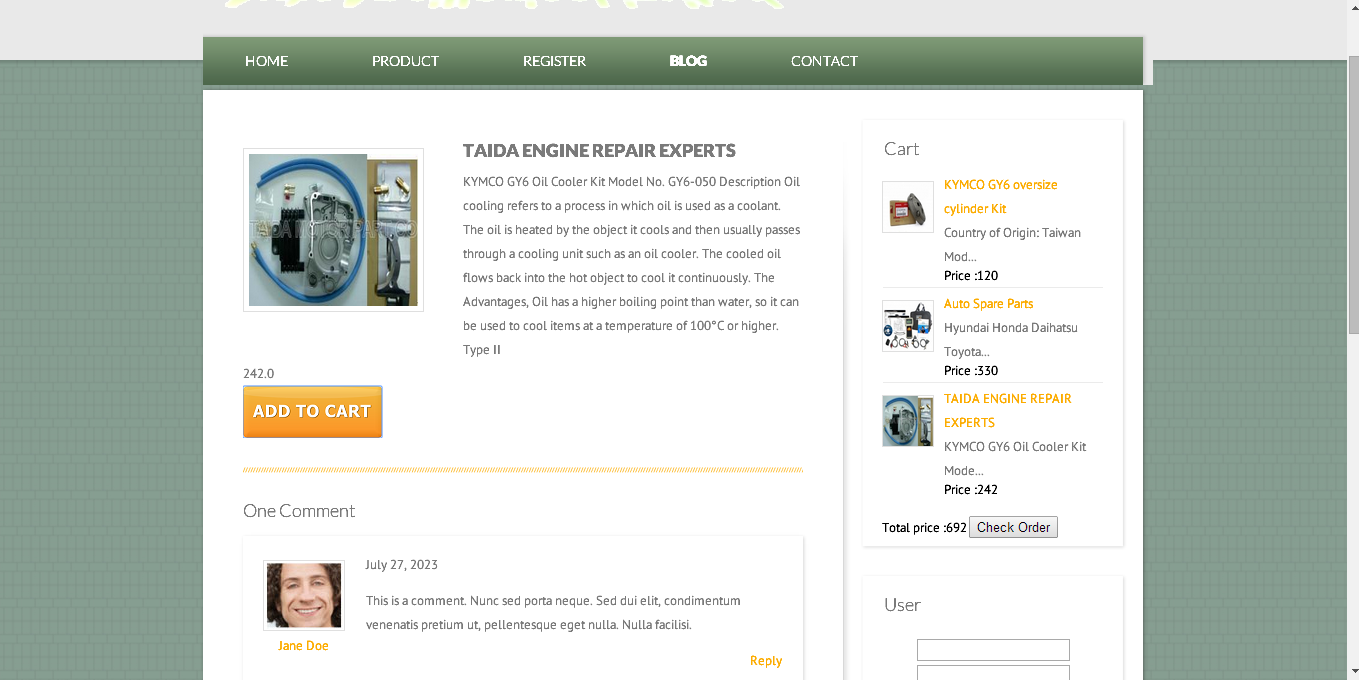 HOME PRODUCT REGISTER BLOG CONTACT
TAIDA ENGINE REPAIR EXPERTS
KYMCO GY6 Oil Cooler Kit Model No. GY6-050 Description Oil
cooling refers to a process in which oil is used as a coolant.
The oil is heated by the object it cools and then usually passes
through a cooling unit such as an oil cooler. The cooled oil
flows back into the hot object to cool it continuously. The
Advantages, Oil has a higher boiling point than water, so it can
be used to cool items at a temperature of 100°C or higher.
Type II
TAIDA MOTOR PART CO
242.0
ADD TO CART
One Comment
July 27, 2023
This is a comment. Nunc sed porta neque. Sed dui elit, condimentum
venenatis pretium ut, pellentesque eget nulla. Nulla facilisi.
Jane Doe
Reply
Cart
KYMCO GY6 oversize
cylinder Kit
Country of Origin: Taiwan
Mod...
Price :120
Auto Spare Parts
Hyundai Honda Daihatsu
Toyota...
Price :330
TAIDA ENGINE REPAIR
EXPERTS
KYMCO GY6 Oil Cooler Kit
Mode...
Price :242
Total price :692 Check Order
User